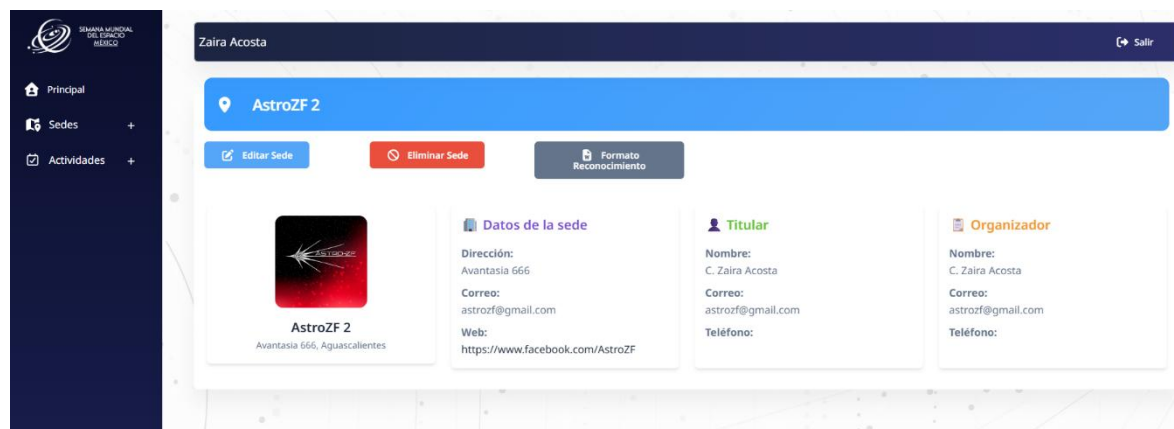 SEMANA MUNDIAL
DEL ESPACIO
MÉXICO
Principal
Sedes +
Actividades +
Zaira Acosta
Salir
AstroZF 2
Editar Sede
Eliminar Sede
Formato
Reconocimiento
ASTRO-ZF
AstroZF 2
Avantasia 666, Aguascalientes
Datos de la sede
Dirección:
Avantasia 666
Correo:
astrozf@gmail.com
Web:
https://www.facebook.com/AstroZF
Titular
Nombre:
C. Zaira Acosta
Correo:
astrozf@gmail.com
Teléfono:
Organizador
Nombre:
C. Zaira Acosta
Correo:
astrozf@gmail.com
Teléfono: